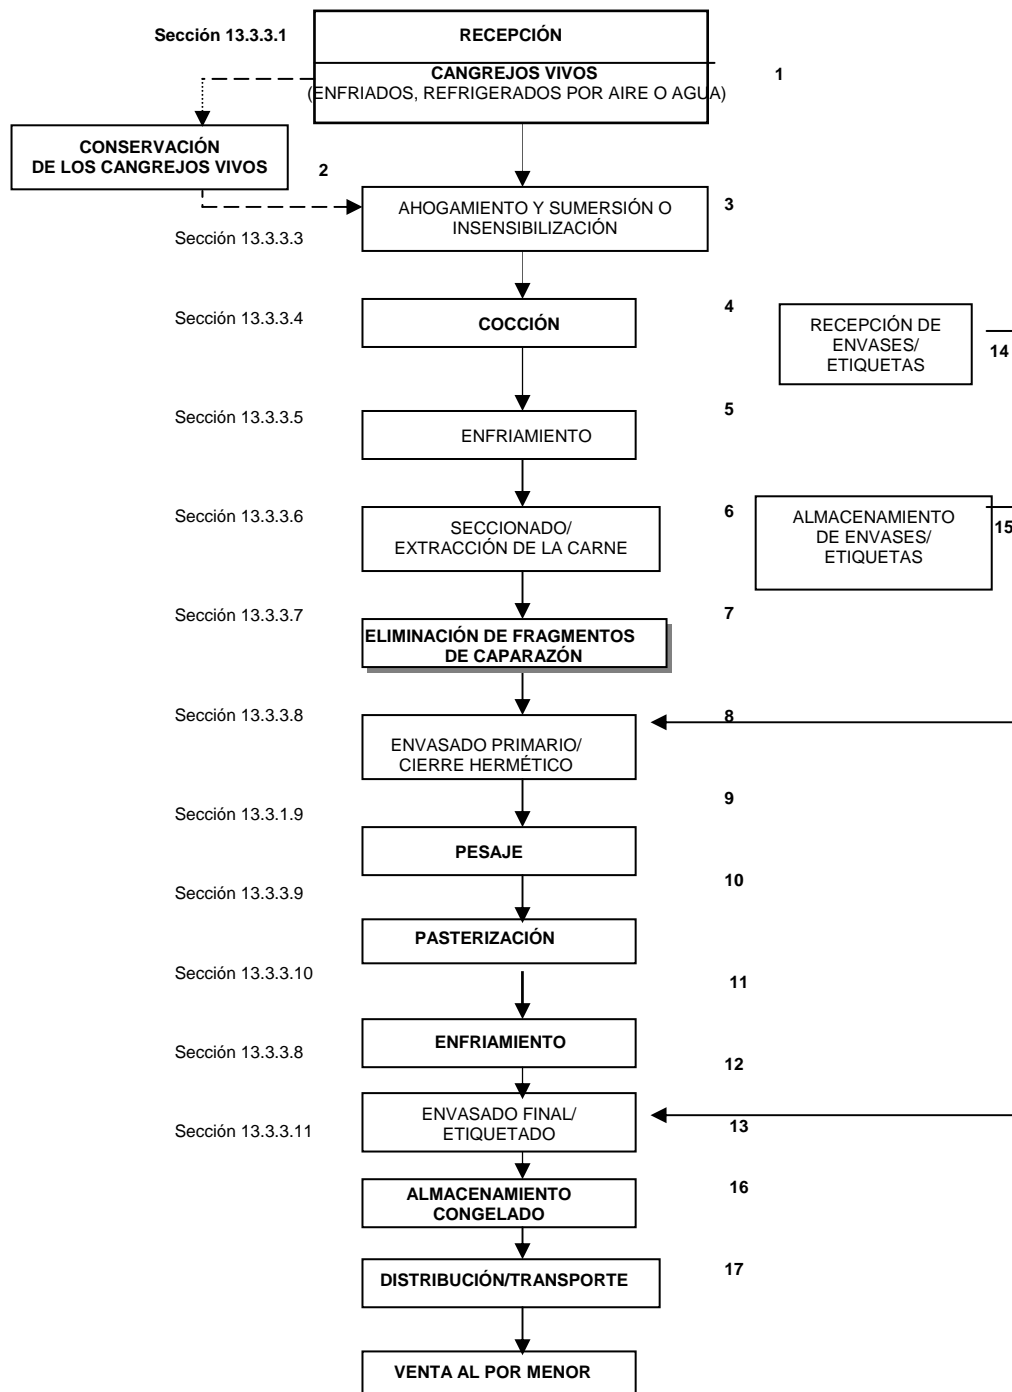 Sección 13.3.3.1
RECEPCIÓN
CANGREJOS VIVOS
(ENFRIADOS, REFRIGERADOS POR AIRE O AGUA)
1
CONSERVACIÓN
DE LOS CANGREJOS VIVOS
2
AHOGAMIENTO Y SUMERSIÓN O
INSENSIBILIZACIÓN
3
Sección 13.3.3.3
Sección 13.3.3.4
COCCIÓN
4
RECEPCIÓN DE
ENVASES/
ETIQUETAS
14
Sección 13.3.3.5
ENFRIAMIENTO
5
Sección 13.3.3.6
SECCIONADO/
EXTRACCIÓN DE LA CARNE
6
ALMACENAMIENTO
DE ENVASES/
ETIQUETAS
15
Sección 13.3.3.7
ELIMINACIÓN DE FRAGMENTOS
DE CAPARAZÓN
7
Sección 13.3.3.8
ENVASADO PRIMARIO/
CIERRE HERMÉTICO
8
Sección 13.3.1.9
PESAJE
9
Sección 13.3.3.9
PASTERIZACIÓN
10
Sección 13.3.3.10
ENFRIAMIENTO
11
Sección 13.3.3.8
12
ENVASADO FINAL/
ETIQUETADO
13
Sección 13.3.3.11
ALMACENAMIENTO
CONGELADO
16
DISTRIBUCIÓN/TRANSPORTE
17
VENTA AL POR MENOR